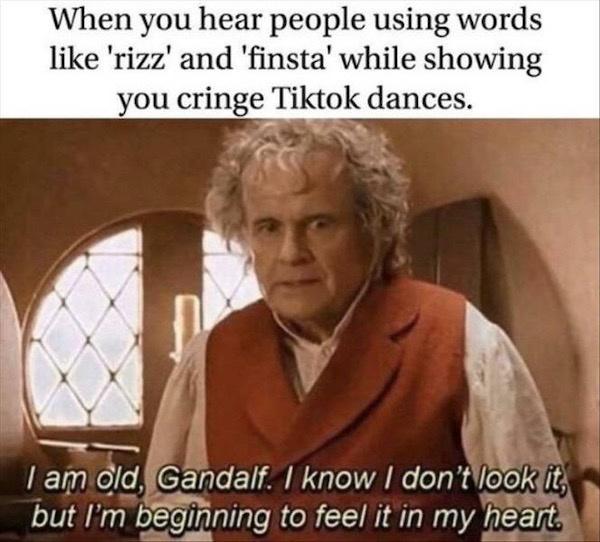 When you hear people using words
like 'rizz' and 'finsta' while showing
you cringe Tiktok dances.
I am old, Gandalf. I know I don't look it,
but I'm beginning to feel it in my heart.